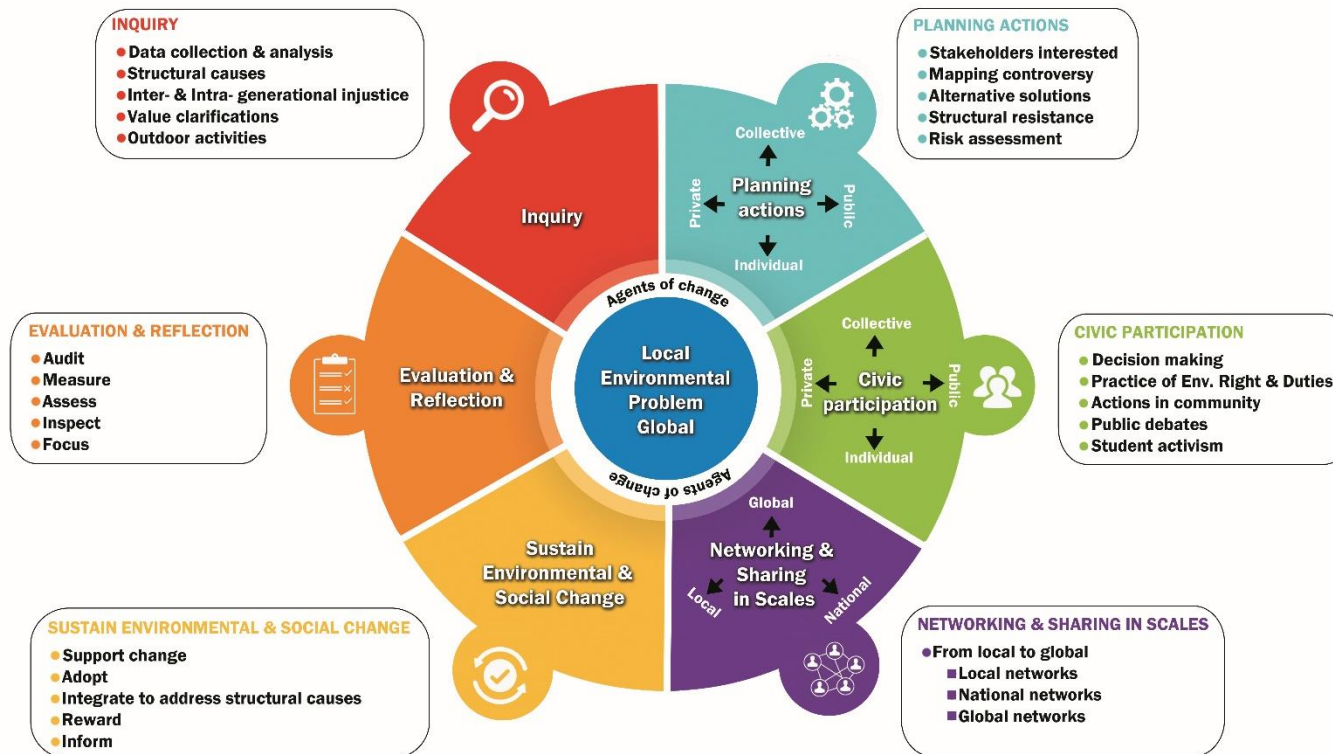 INQUIRY
Data collection & analysis
Structural causes
Inter- & Intra- generational injustice
Value clarifications
Outdoor activities
PLANNING ACTIONS
Stakeholders interested
Mapping controversy
Alternative solutions
Structural resistance
Risk assessment
Inquiry
Collective
Private
Planning
actions
Public
Individual
EVALUATION & REFLECTION
Audit
Measure
Assess
Inspect
Focus
Evaluation &
Reflection
Agents of change
Local
Environmental
Problem
Global
Agents of change
Collective
Private
Civic
participation
Public
Individual
CIVIC PARTICIPATION
Decision making
Practice of Env. Right & Duties
Actions in community
Public debates
Student activism
Sustain
Environmental &
Social Change
Global
Networking &
Sharing
in Scales
Local
National
SUSTAIN ENVIRONMENTAL & SOCIAL CHANGE
Support change
Adopt
Integrate to address structural causes
Reward
Inform
NETWORKING & SHARING IN SCALES
From local to global
Local networks
National networks
Global networks